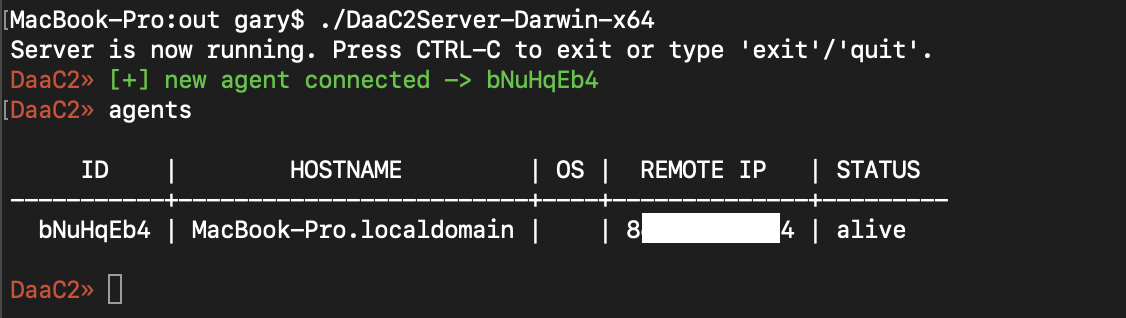 [MacBook-Pro:out gary$ ./DaaC2Server-Darwin-x64
Server is now running. Press CTRL-C to exit or type 'exit'/'quit'.
DaaC2» [+] new agent connected -> bNuHqEb4
[DaaC2» agents
ID | HOSTNAME | OS | REMOTE IP | STATUS
-----------+--------------------------+----+---------------+---------
bNuHqEb4 | MacBook-Pro.localdomain | | 8 4 | alive
DaaC2»